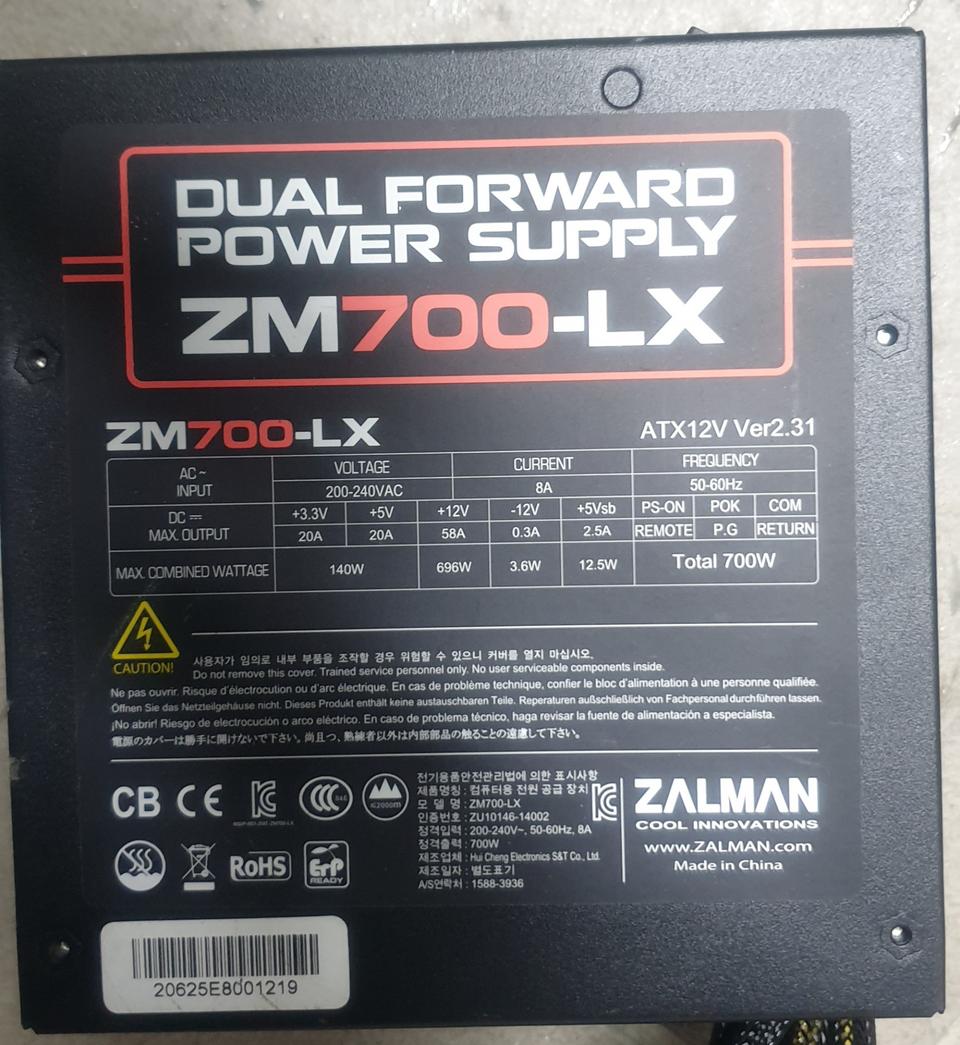 DUAL FORWARD
POWER SUPPLY
ZM700-LX
ZM700-LX ATX12V Ver2.31
AC ~ INPUT VOLTAGE CURRENT FREQUENCY
200-240VAC 8A 50-60Hz
DC MAX. OUTPUT +3.3V +5V +12V -12V +5Vsb PS-ON POK COM
20A 20A 58A 0.3A 2.5A REMOTE P.G RETURN
MAX. COMBINED WATTAGE 140W 696W 3.6W 12.5W Total 700W
CAUTION!
사용자가 임의로 내부 부품을 조작할 경우 위험할 수 있으니 커버를 열지 마십시오.
Do not remove this cover. Trained service personnel only. No user serviceable components inside.
Ne pas ouvrir. Risque d'électrocution ou d'arc électrique. En cas de problème technique, confier le bloc d'alimentation à une personne qualifiée.
Öffnen Sie das Netzteilgehäuse nicht. Dieses Produkt enthält keine austauschbaren Teile. Reperaturen außschließlich von Fachpersonal durchführen lassen.
¡No abrir! Riesgo de electrocución o arco eléctrico. En caso de problema técnico, haga revisar la fuente de alimentación a especialista.
電源のカバーは勝手に開けないで下さい。尚且つ、熟練者以外は内部部品の触ることの遠慮して下さい。
CB CE
전기용품안전관리법에 의한 표시사항
제품명칭 : 컴퓨터용 전원 공급 장치
모 델 명 : ZM700-LX
인증번호 : ZU10146-14002
정격입력 : 200-240V~, 50-60Hz, 8A
정격출력 : 700W
제조업체 : Hui Cheng Electronics S&T Co., Ltd.
제조일자 : 별도표기
A/S연락처 : 1588-3936
RoHS
ErP
READY
ZALMAN
COOL INNOVATIONS
www.ZALMAN.com
Made in China
20625E8001219